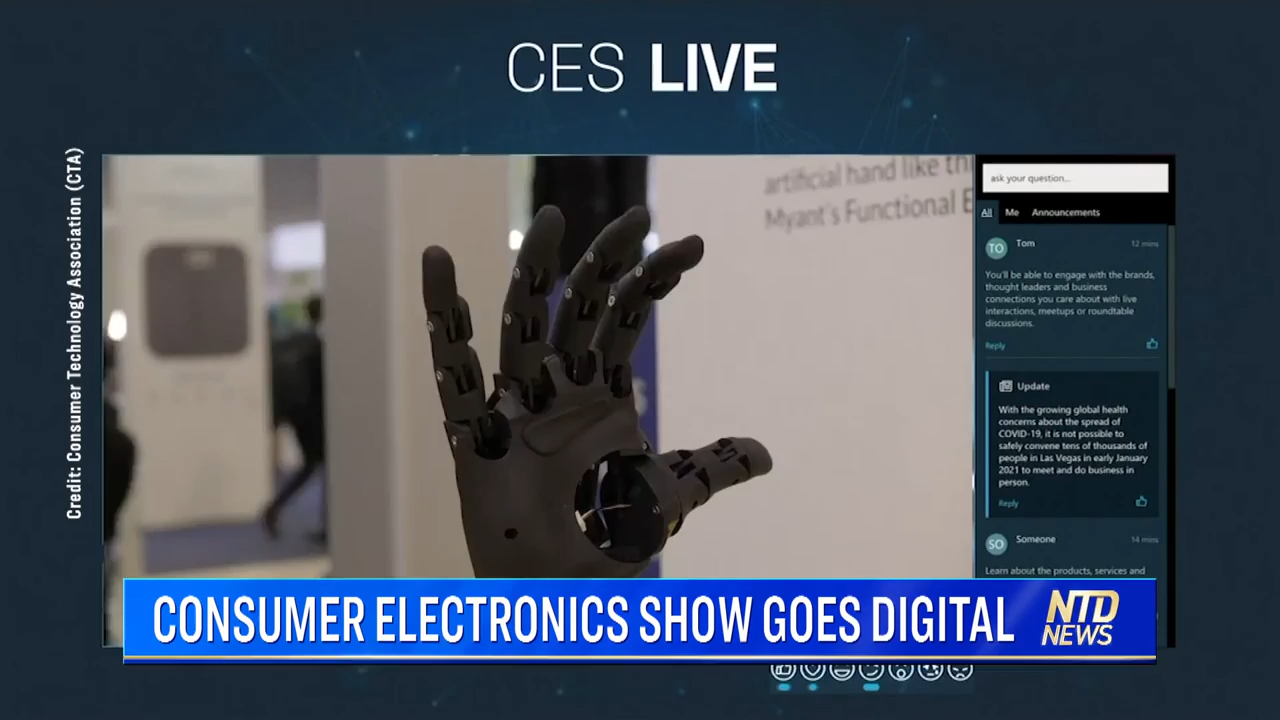 CES LIVE
Credit: Consumer Technology Association (CTA)
artificial hand like
Myant's Functional
ask your question...
All Me Announcements
TO Tom 12 mins
You'll be able to engage with the brands,
thought leaders and business
connections you care about with live
interactions, meetups or roundtable
discussions.
Reply
Update
With the growing global health
concerns about the spread of
COVID-19, it is not possible to
safely convene tens of thousands of
people in Las Vegas in early January
2021 to meet and do business in
person.
Reply
SO Someone 14 mins
Learn about the products, services and
CONSUMER ELECTRONICS SHOW GOES DIGITAL
NTD
NEWS